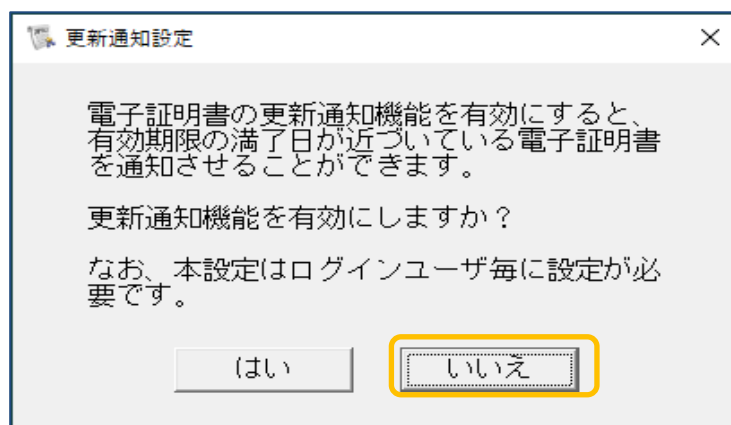 更新通知設定
電子証明書の更新通知機能を有効にすると、
有効期限の満了日が近づいている電子証明書
を通知させることができます。
更新通知機能を有効にしますか？
なお、本設定はログインユーザ毎に設定が必
要です。
はい
いいえ